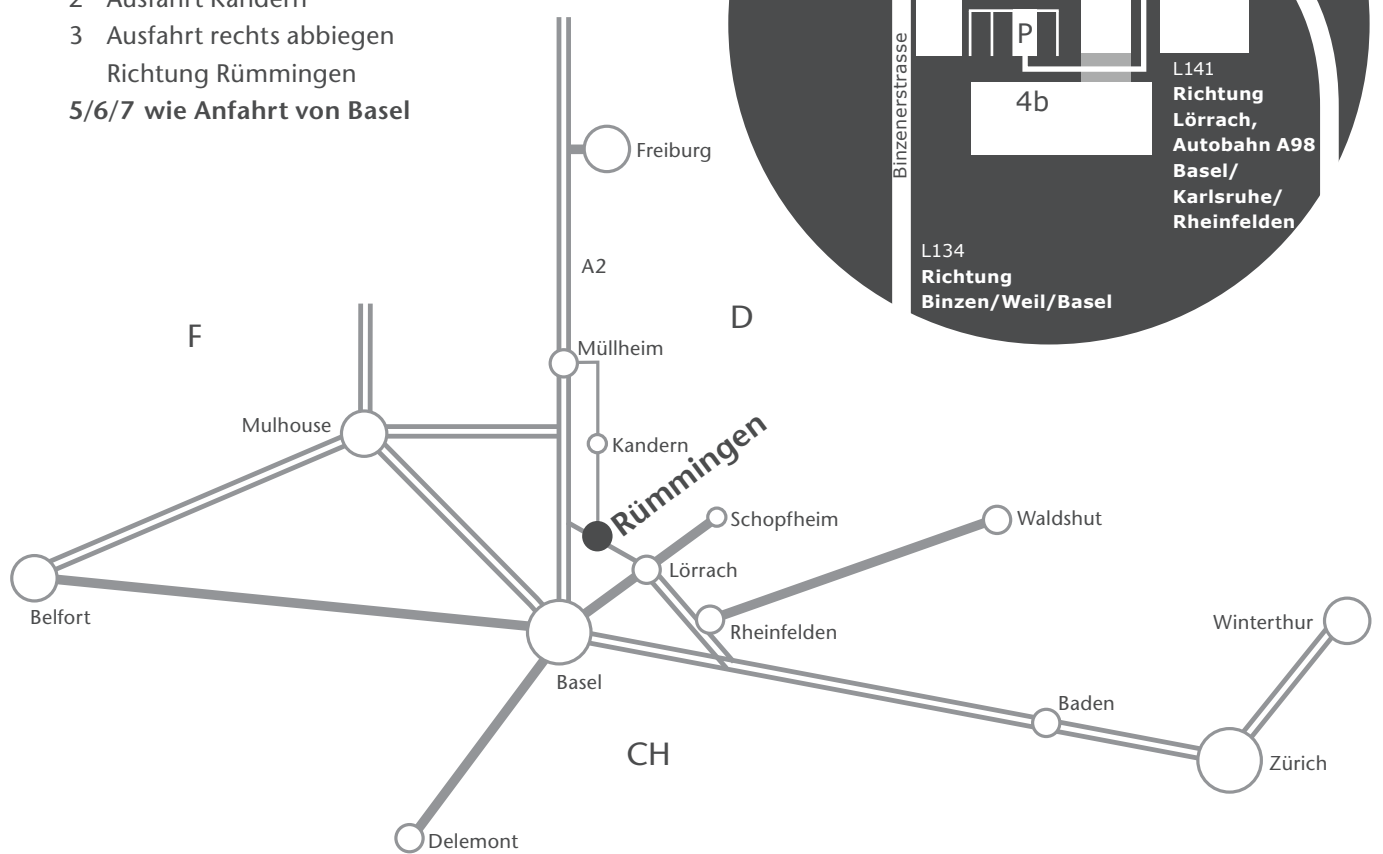 2 Ausfahrt Kandern
3 Ausfahrt rechts abbiegen
Richtung Rümmingen
5/6/7 wie Anfahrt von Basel
Binzenerstrasse
P
4b
L141
Richtung
Lörrach,
Autobahn A98
Basel/
Karlsruhe/
Rheinfelden
L134
Richtung
Binzen/Weil/Basel
Freiburg
A2
F
D
Müllheim
Mulhouse
Kandern
Rümmingen
Schopfheim
Waldshut
Lörrach
Belfort
Rheinfelden
Winterthur
Basel
Baden
CH
Zürich
Delemont